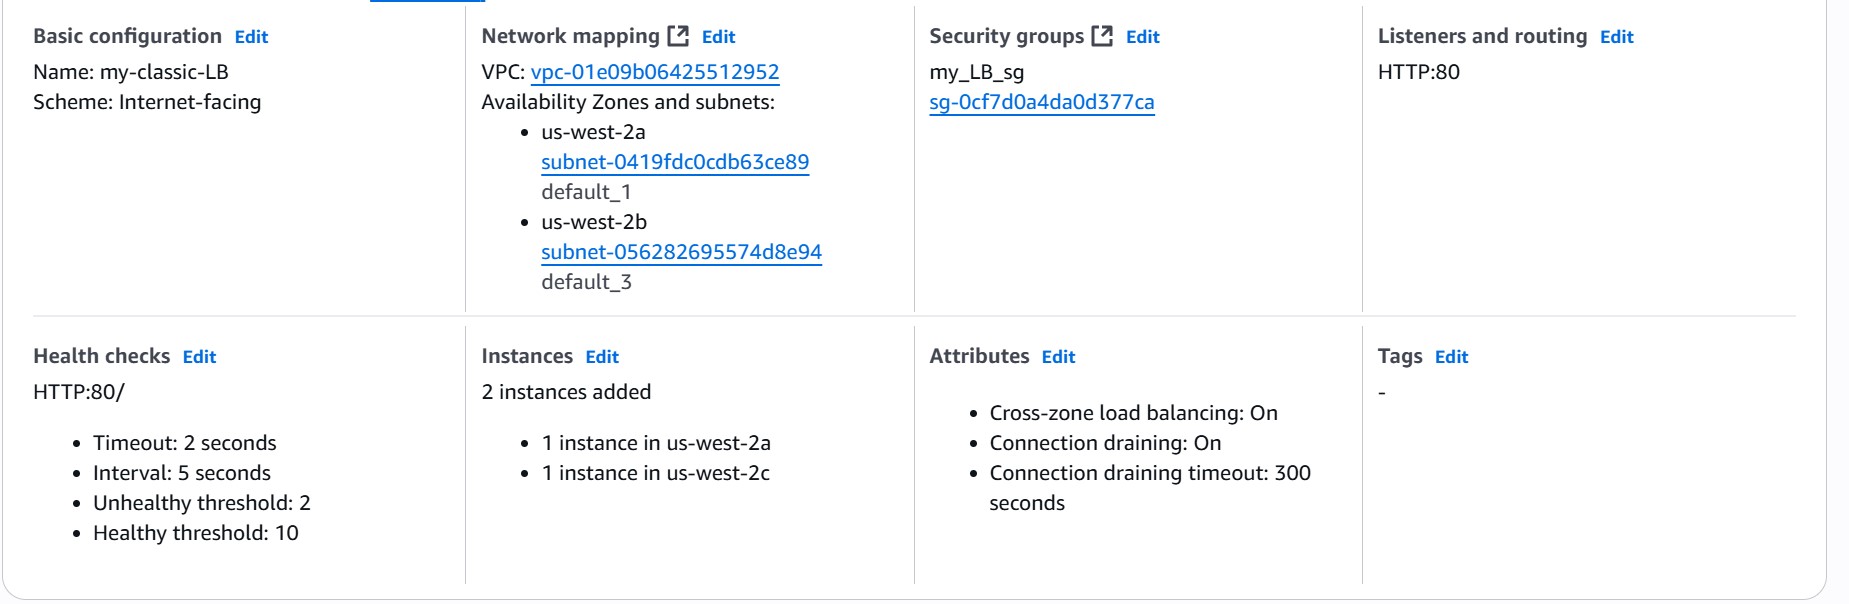 Basic configuration Edit
Name: my-classic-LB
Scheme: Internet-facing
Network mapping Edit
VPC: vpc-01e09b06425512952
Availability Zones and subnets:
• us-west-2a
subnet-0419fdc0cdb63ce89
default_1
• us-west-2b
subnet-056282695574d8e94
default_3
Security groups Edit
my_LB_sg
sg-0cf7d0a4da0d377ca
Listeners and routing Edit
HTTP:80
Health checks Edit
HTTP:80/
• Timeout: 2 seconds
• Interval: 5 seconds
• Unhealthy threshold: 2
• Healthy threshold: 10
Instances Edit
2 instances added
• 1 instance in us-west-2a
• 1 instance in us-west-2c
Attributes Edit
• Cross-zone load balancing: On
• Connection draining: On
• Connection draining timeout: 300
seconds
Tags Edit
-